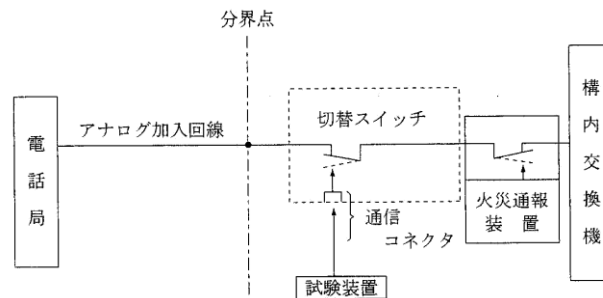 分界点
電話局
アナログ加入回線
切替スイッチ
通信
コネクタ
試験装置
火災通報
装置
構内交換機